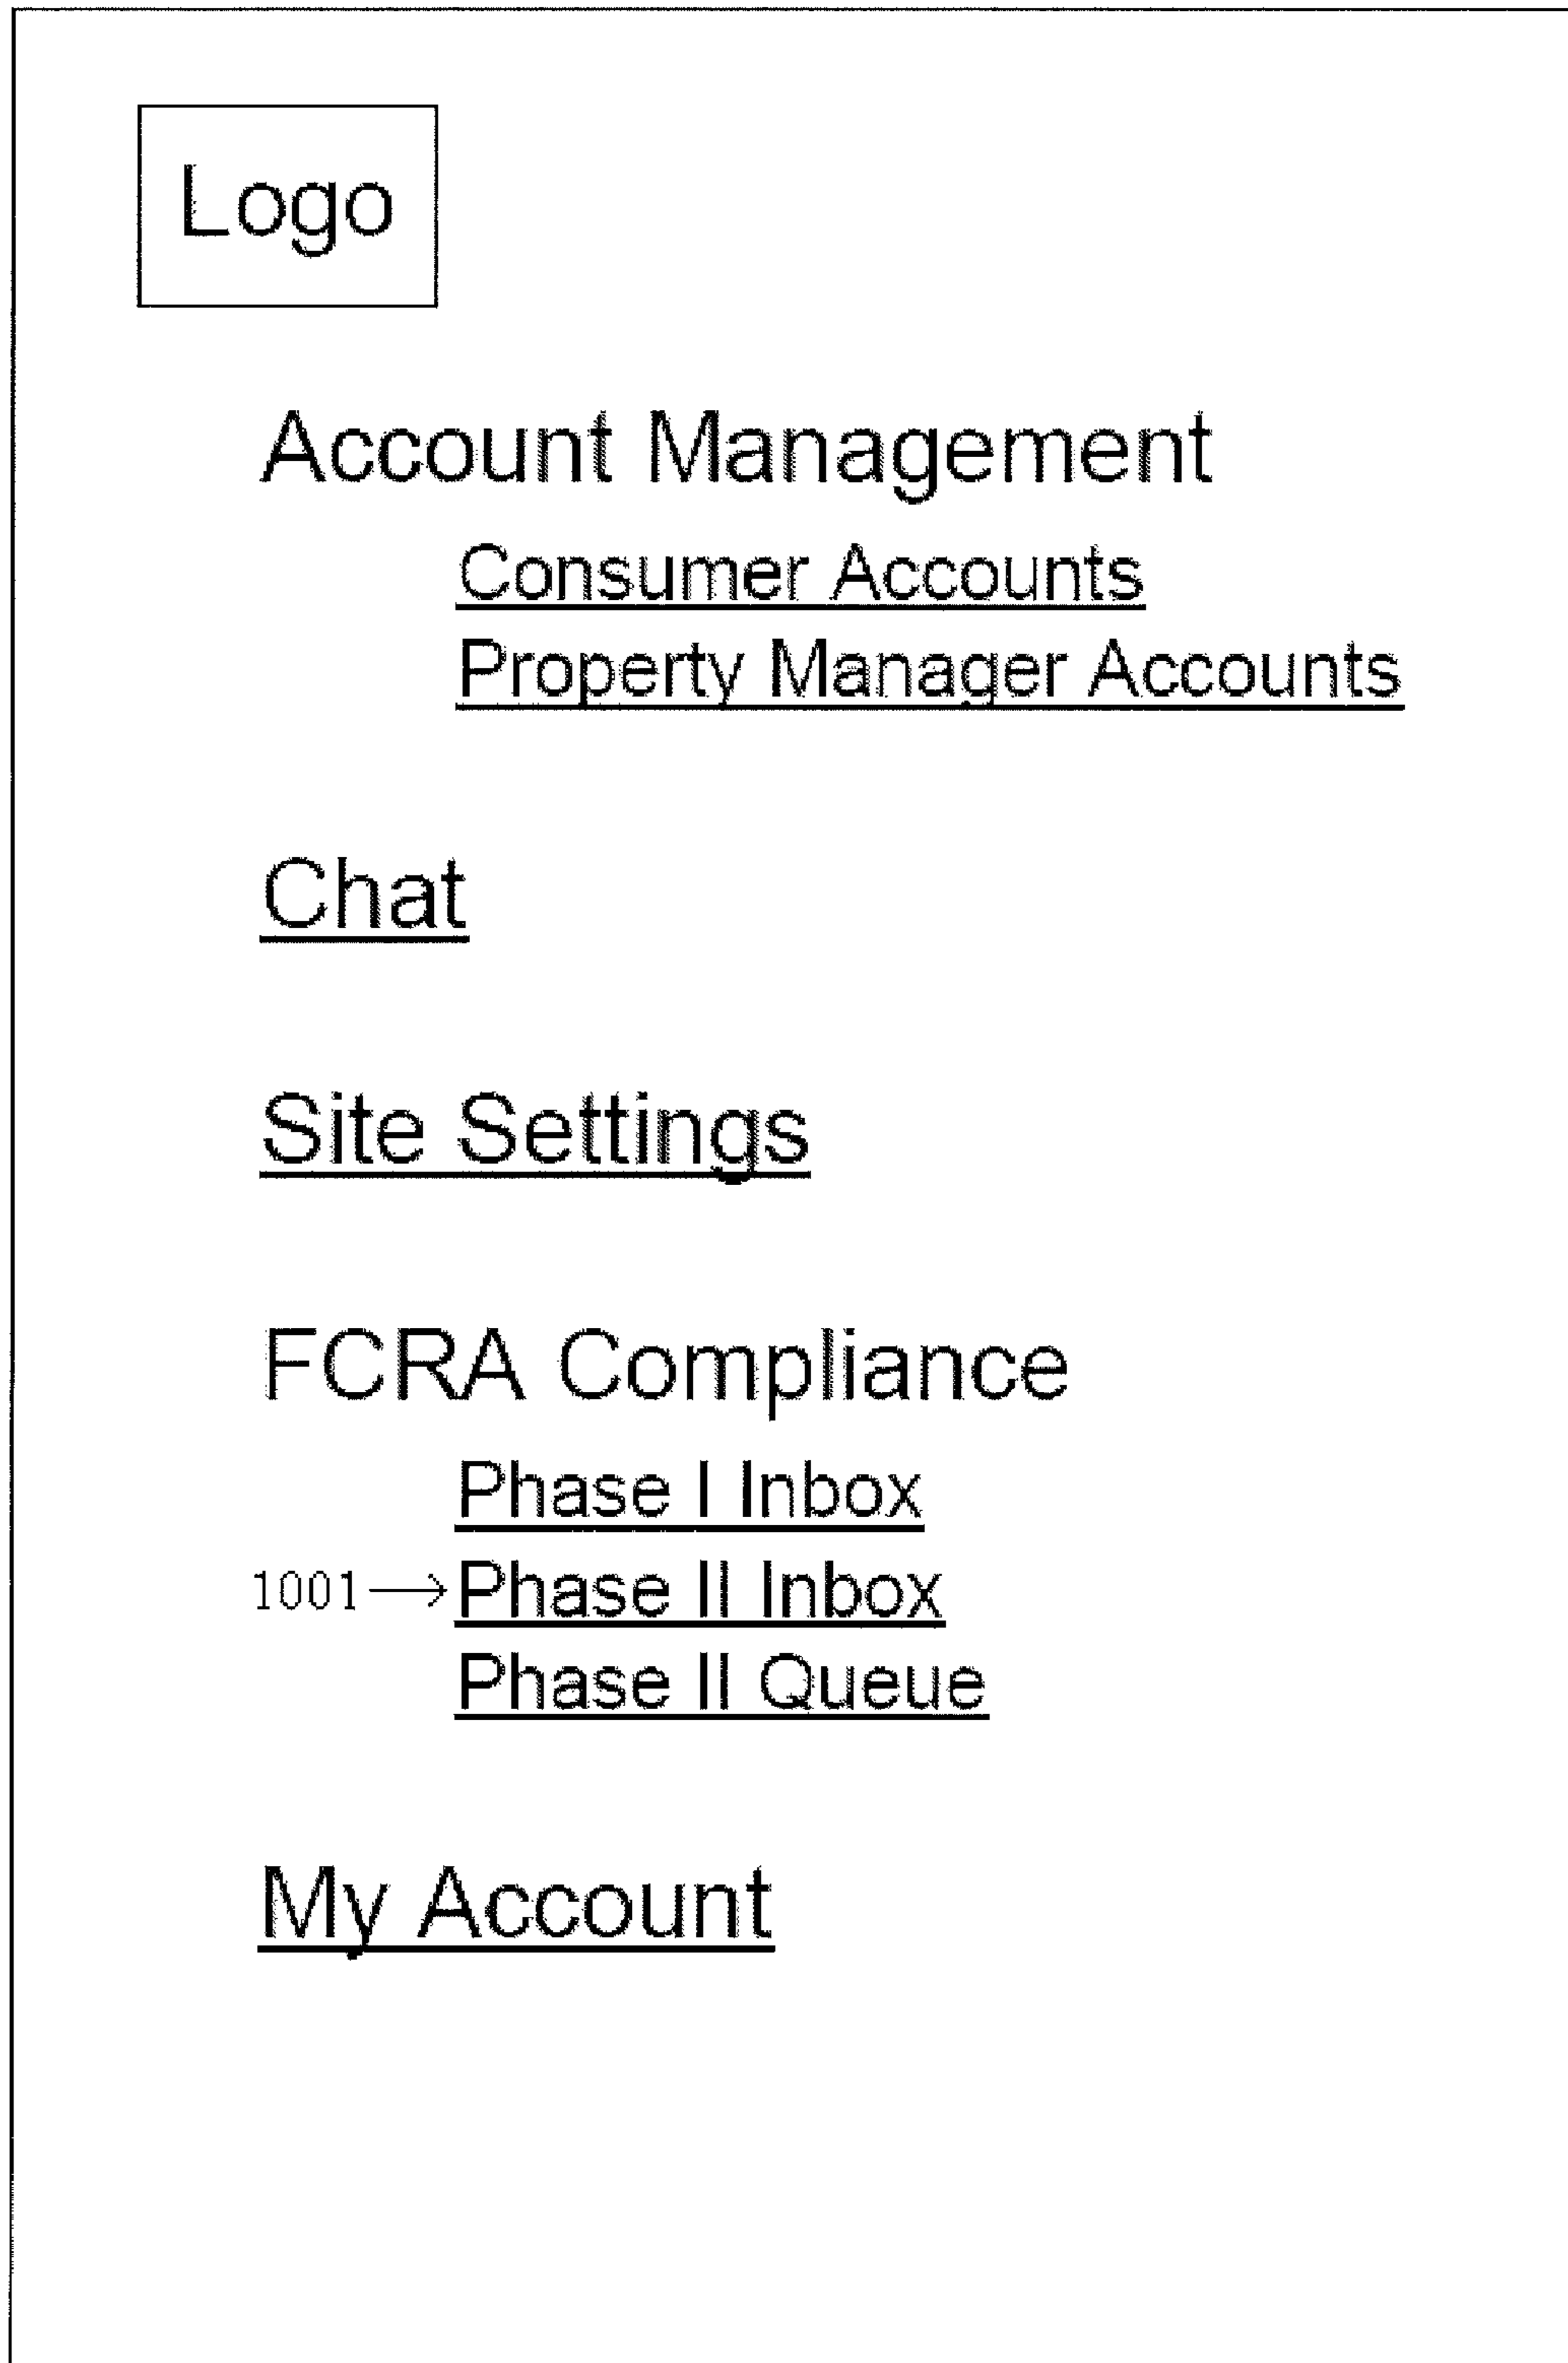 Logo
Account Management
Consumer Accounts
Property Manager Accounts
Chat
Site Settings
FCRA Compliance
Phase I Inbox
1001 → Phase II Inbox
Phase II Queue
My Account